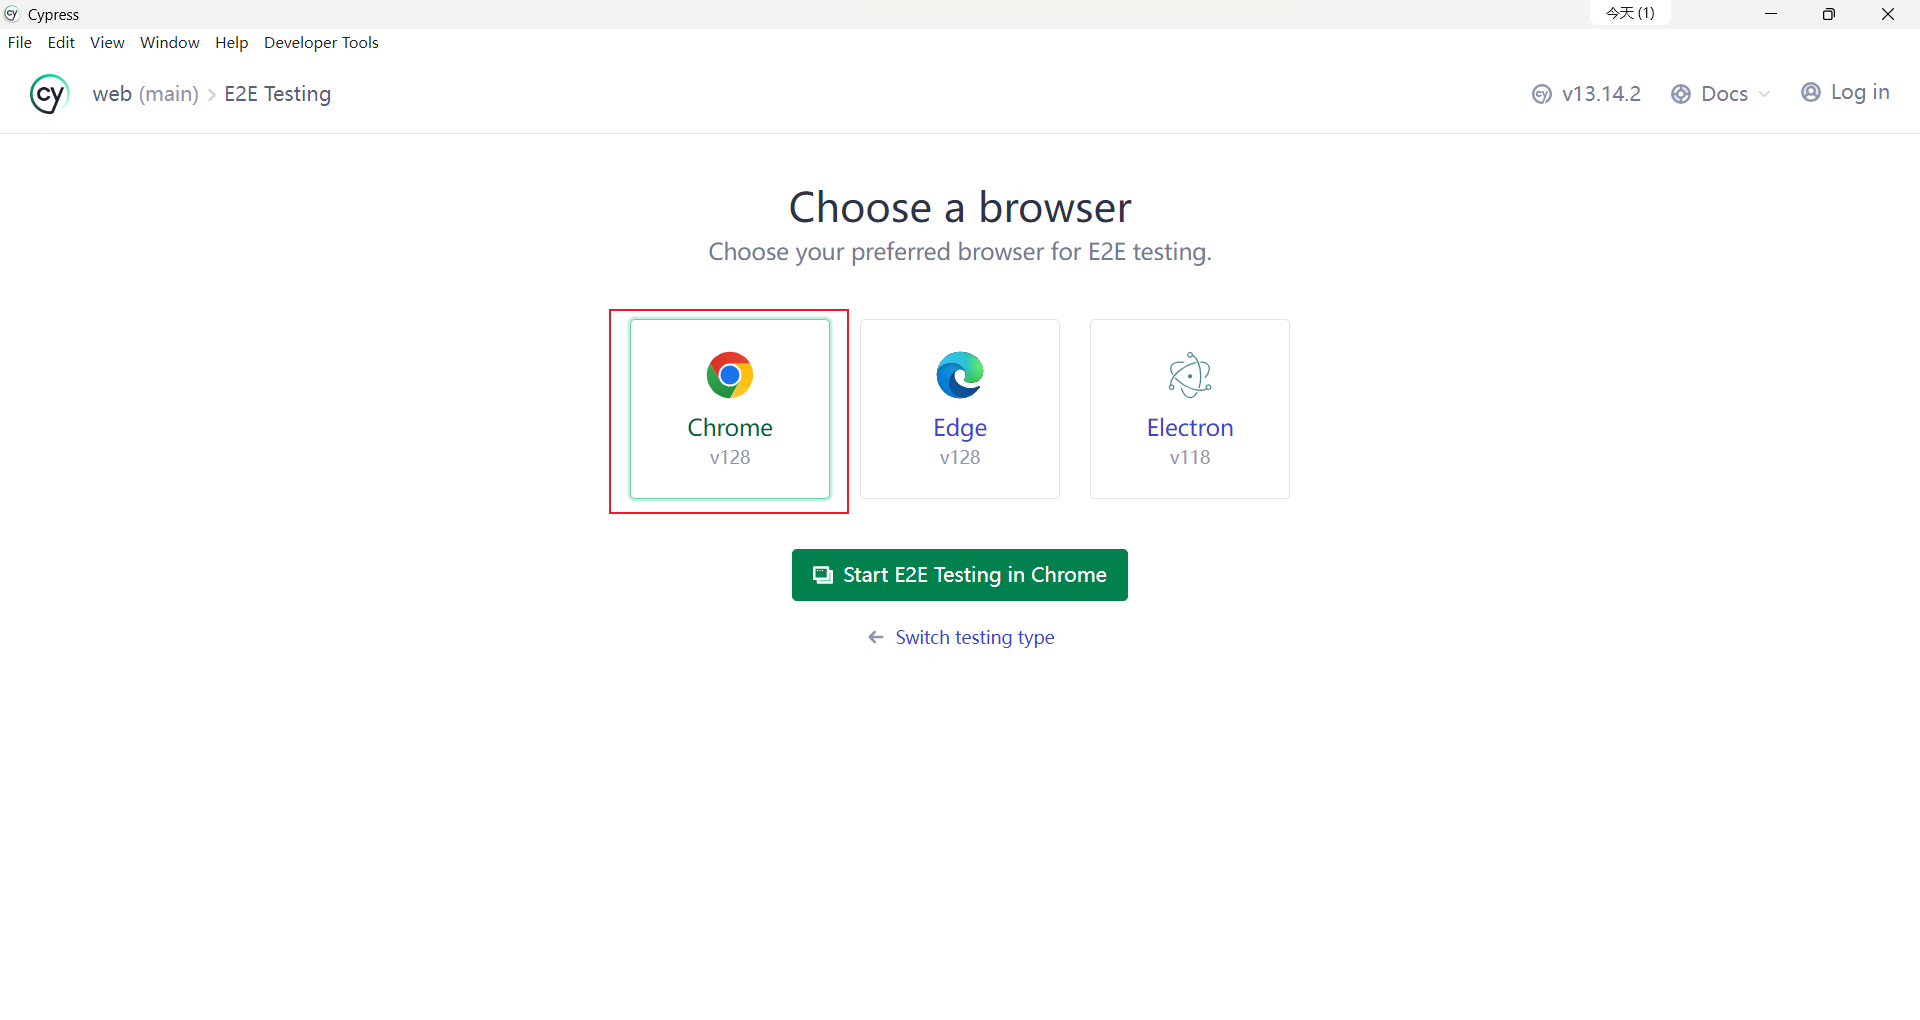 Cypress
今天 (1)
File Edit View Window Help Developer Tools
cy web (main) > E2E Testing
v13.14.2 Docs Log in
Choose a browser
Choose your preferred browser for E2E testing.
Chrome
v128
Edge
v128
Electron
v118
Start E2E Testing in Chrome
← Switch testing type